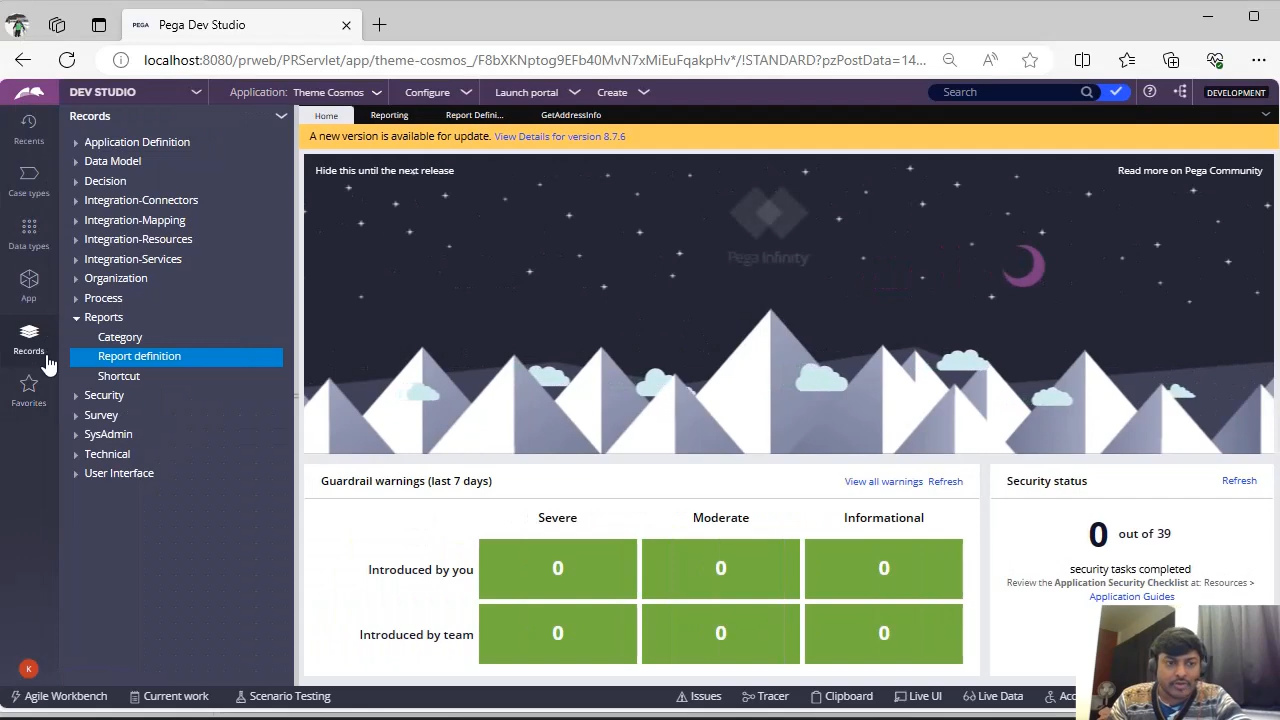 PEGA Pega Dev Studio
localhost:8080/prweb/PRServlet/app/theme-cosmos_/F8bXKNptog9EFb40MvN7xMiEuFqakpHv*/!STANDARD?pzPostData=14...
DEV STUDIO
Application: Theme Cosmos
Configure
Launch portal
Create
Search
DEVELOPMENT
Recents
Case types
Data types
App
Records
Favorites
K
Records
Application Definition
Data Model
Decision
Integration-Connectors
Integration-Mapping
Integration-Resources
Integration-Services
Organization
Process
Reports
Category
Report definition
Shortcut
Security
Survey
SysAdmin
Technical
User Interface
Home
Reporting
Report Defini...
GetAddressInfo
A new version is available for update. View Details for version 8.7.6
Hide this until the next release
Read more on Pega Community
Pega Infinity
Guardrail warnings (last 7 days)
View all warnings Refresh
Severe Moderate Informational
Introduced by you 0 0 0
Introduced by team 0 0 0
Security status
Refresh
0 out of 39
security tasks completed
Review the Application Security Checklist at: Resources >
Application Guides
Agile Workbench
Current work
Scenario Testing
Issues
Tracer
Clipboard
Live UI
Live Data